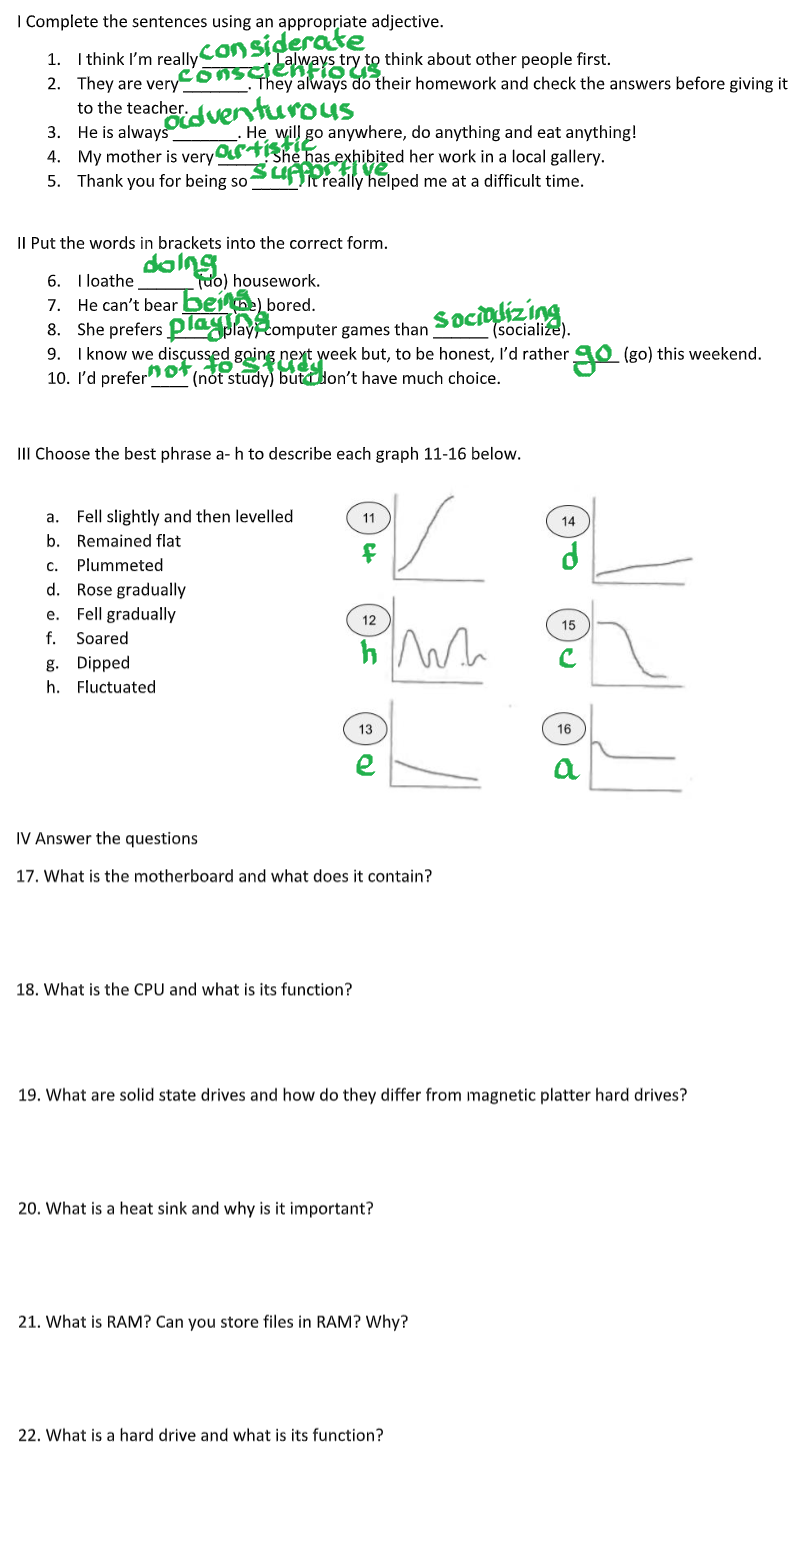 I Complete the sentences using an appropriate adjective.
1. I think I'm really considerate. I always try to think about other people first.
2. They are very conscientious. They always do their homework and check the answers before giving it
to the teacher.
3. He is always adventurous. He will go anywhere, do anything and eat anything!
4. My mother is very artistic. She has exhibited her work in a local gallery.
5. Thank you for being so supportive. It really helped me at a difficult time.
II Put the words in brackets into the correct form.
6. I loathe doing (do) housework.
7. He can't bear being (be) bored.
8. She prefers playing (play) computer games than socializing (socialize).
9. I know we discussed going next week but, to be honest, I'd rather go (go) this weekend.
10. I'd prefer not to study (not study) but I don't have much choice.
III Choose the best phrase a- h to describe each graph 11-16 below.
a. Fell slightly and then levelled
b. Remained flat
c. Plummeted
d. Rose gradually
e. Fell gradually
f. Soared
g. Dipped
h. Fluctuated
11
f
12
h
13
e
14
d
15
c
16
a
IV Answer the questions
17. What is the motherboard and what does it contain?
18. What is the CPU and what is its function?
19. What are solid state drives and how do they differ from magnetic platter hard drives?
20. What is a heat sink and why is it important?
21. What is RAM? Can you store files in RAM? Why?
22. What is a hard drive and what is its function?